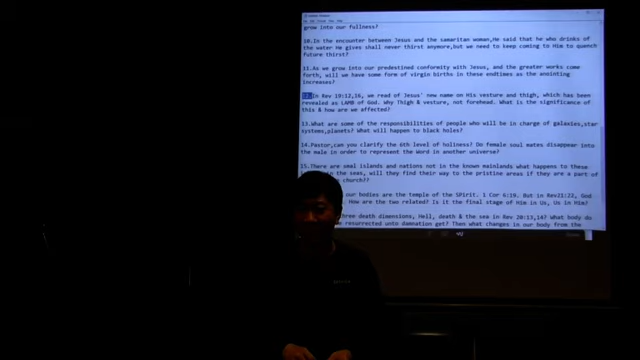 grow into our fullness?
10.In the encounter between Jesus and the samaritan woman,He said that he who drinks of
the water He gives shall never thirst anymore,but we need to keep coming to Him to quench
future thirst?
11.As we grow into our predestined conformity with Jesus, and the greater works come
forth, will we have some form of virgin births in these endtimes as the anointing
increases?
12.In Rev 19:12,16, we read of Jesus' new name on His vesture and thigh, which has been
revealed as LAMB of God. Why Thigh & vesture, not forehead. What is the significance of
this & how are we affected?
13.What are some of the responsibilities of people who will be in charge of galaxies,star
systems,planets? What will happen to black holes?
14.Pastor,can you clarify the 6th level of holiness? Do female soul mates disappear into
the male in order to represent the Word in another universe?
15.There are smal islands and nations not in the known mainlands what happens to these
in the seas, will they find their way to the pristine areas if they are a part of
church??
our bodies are the temple of the SPirit. 1 Cor 6:19. But in Rev21:22, God
How are the two related? Is it the final stage of Him in Us, Us in Him?
three death dimensions, Hell, death & the sea in Rev 20:13,14? What body do
resurrected unto damnation get? Then what changes in our body from the